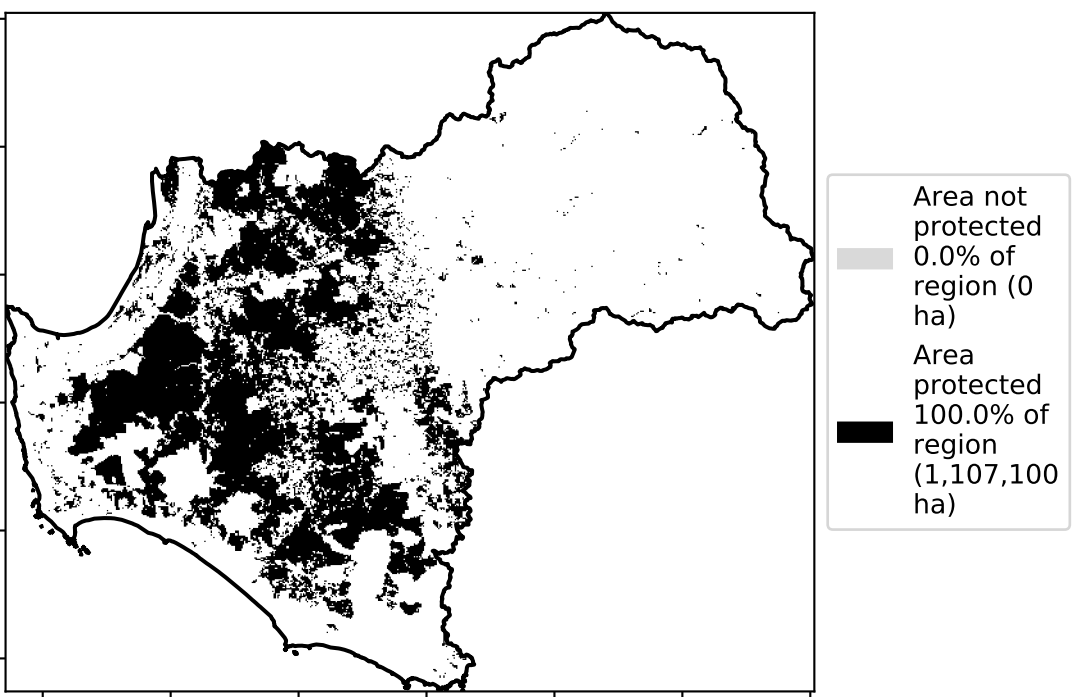 Area not
protected
0.0% of
region (0
ha)
Area
protected
100.0% of
region
(1,107,100
ha)